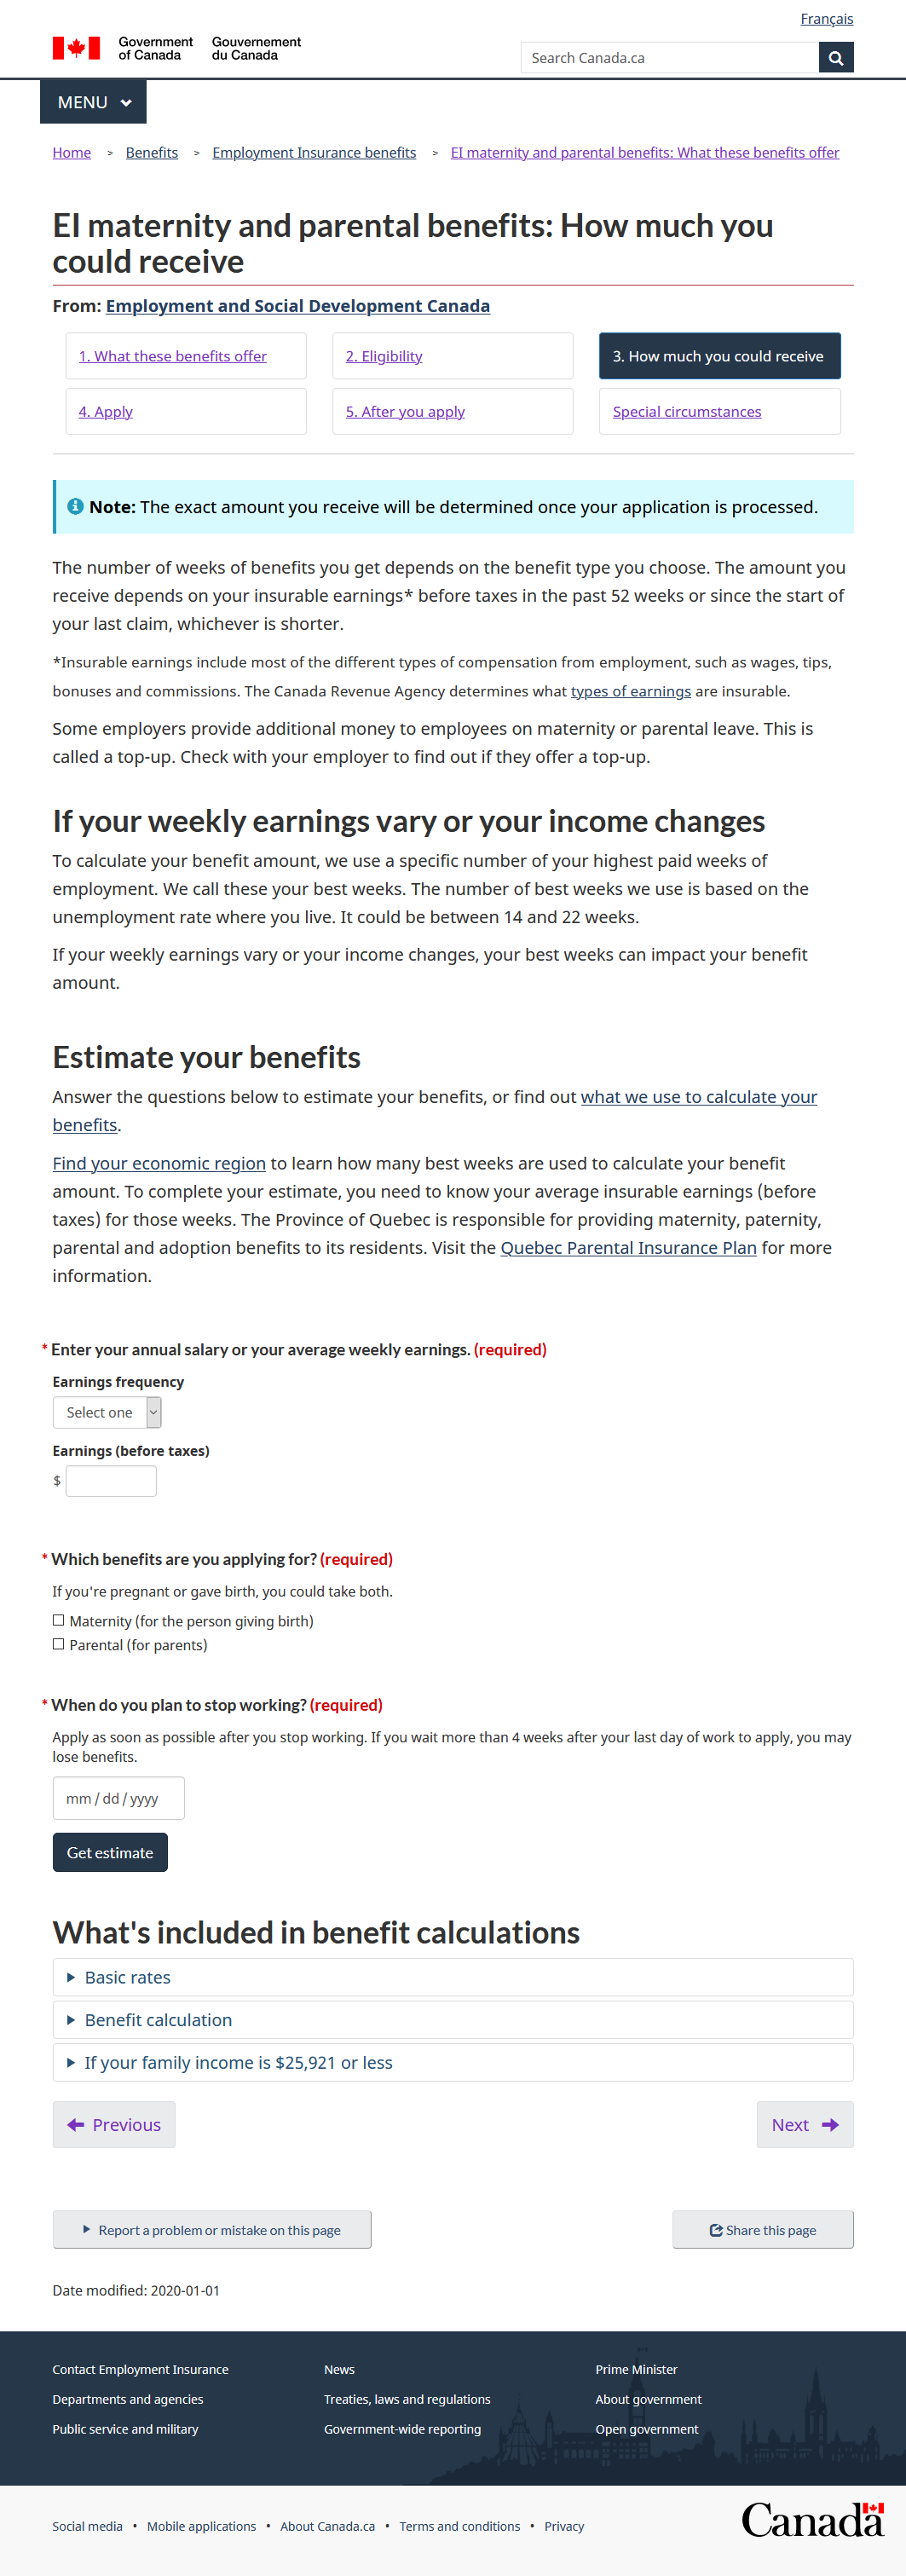 Français
Government
of Canada
Gouvernement
du Canada
Search Canada.ca
MENU
Home > Benefits > Employment Insurance benefits > EI maternity and parental benefits: What these benefits offer
EI maternity and parental benefits: How much you
could receive
From: Employment and Social Development Canada
1. What these benefits offer
2. Eligibility
3. How much you could receive
4. Apply
5. After you apply
Special circumstances
Note: The exact amount you receive will be determined once your application is processed.
The number of weeks of benefits you get depends on the benefit type you choose. The amount you
receive depends on your insurable earnings* before taxes in the past 52 weeks or since the start of
your last claim, whichever is shorter.
*Insurable earnings include most of the different types of compensation from employment, such as wages, tips,
bonuses and commissions. The Canada Revenue Agency determines what types of earnings are insurable.
Some employers provide additional money to employees on maternity or parental leave. This is
called a top-up. Check with your employer to find out if they offer a top-up.
If your weekly earnings vary or your income changes
To calculate your benefit amount, we use a specific number of your highest paid weeks of
employment. We call these your best weeks. The number of best weeks we use is based on the
unemployment rate where you live. It could be between 14 and 22 weeks.
If your weekly earnings vary or your income changes, your best weeks can impact your benefit
amount.
Estimate your benefits
Answer the questions below to estimate your benefits, or find out what we use to calculate your
benefits.
Find your economic region to learn how many best weeks are used to calculate your benefit
amount. To complete your estimate, you need to know your average insurable earnings (before
taxes) for those weeks. The Province of Quebec is responsible for providing maternity, paternity,
parental and adoption benefits to its residents. Visit the Quebec Parental Insurance Plan for more
information.
* Enter your annual salary or your average weekly earnings. (required)
Earnings frequency
Select one
Earnings (before taxes)
$
* Which benefits are you applying for? (required)
If you're pregnant or gave birth, you could take both.
Maternity (for the person giving birth)
Parental (for parents)
* When do you plan to stop working? (required)
Apply as soon as possible after you stop working. If you wait more than 4 weeks after your last day of work to apply, you may
lose benefits.
mm / dd / yyyy
Get estimate
What's included in benefit calculations
Basic rates
Benefit calculation
If your family income is $25,921 or less
Previous
Next
Report a problem or mistake on this page
Share this page
Date modified: 2020-01-01
Contact Employment Insurance
News
Prime Minister
Departments and agencies
Treaties, laws and regulations
About government
Public service and military
Government-wide reporting
Open government
Social media • Mobile applications • About Canada.ca • Terms and conditions • Privacy
Canada